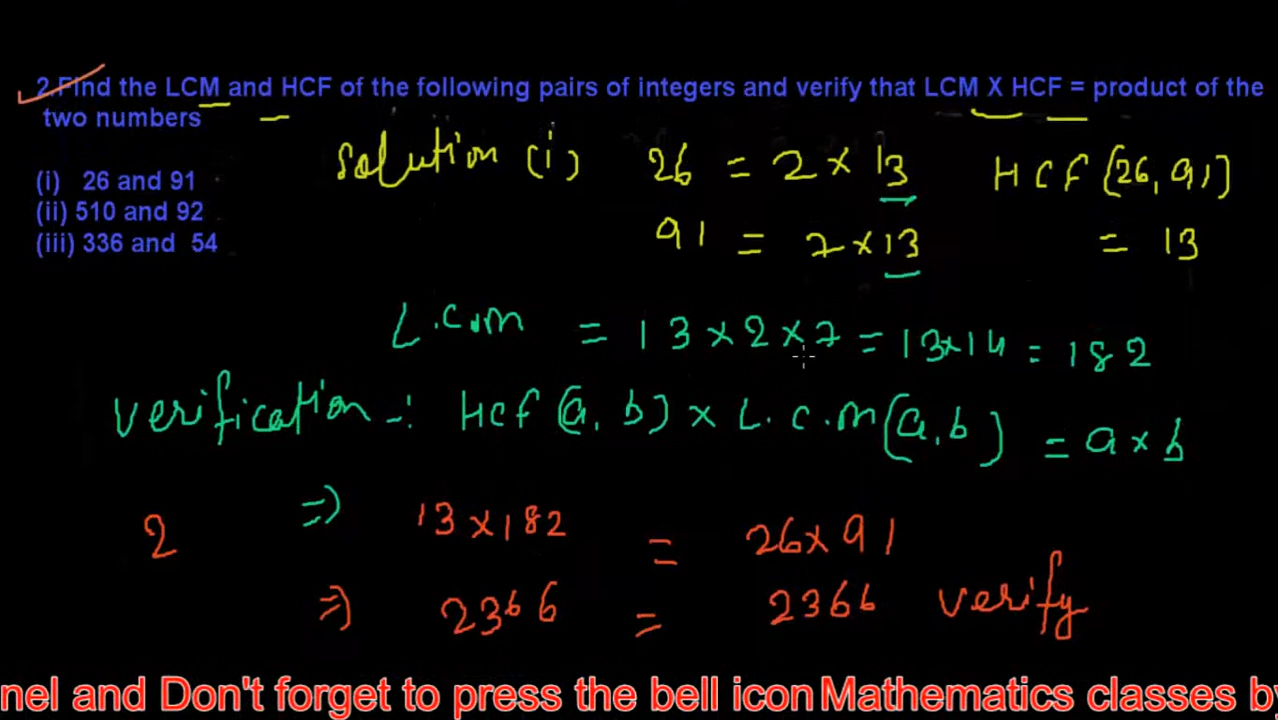 2.Find the LCM and HCF of the following pairs of integers and verify that LCM X HCF = product of the
two numbers
(i) 26 and 91
(ii) 510 and 92
(iii) 336 and 54
Solution (i) 26 = 2 × 13 HCF (26, 91)
91 = 7 × 13 = 13
L.C.M = 13 × 2 × 7 = 13×14 = 182
Verification -: HCF (a, b) × L.C.M (a, b) = a × b
2 => 13 × 182 = 26 × 91
=> 2366 = 2366 verify
nel and Don't forget to press the bell icon Mathematics classes by